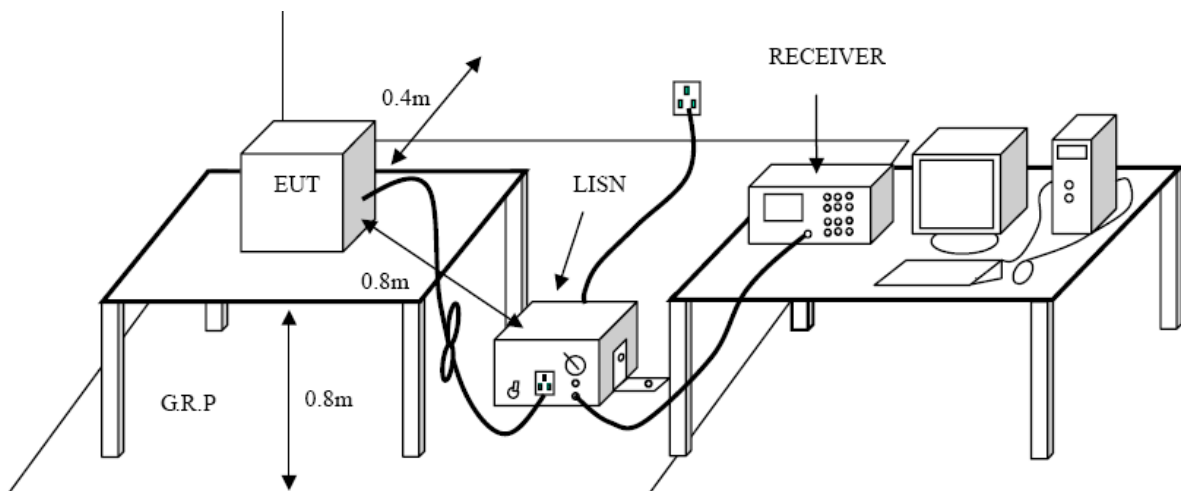 RECEIVER
0.4m
EUT
LISN
0.8m
G.R.P
0.8m